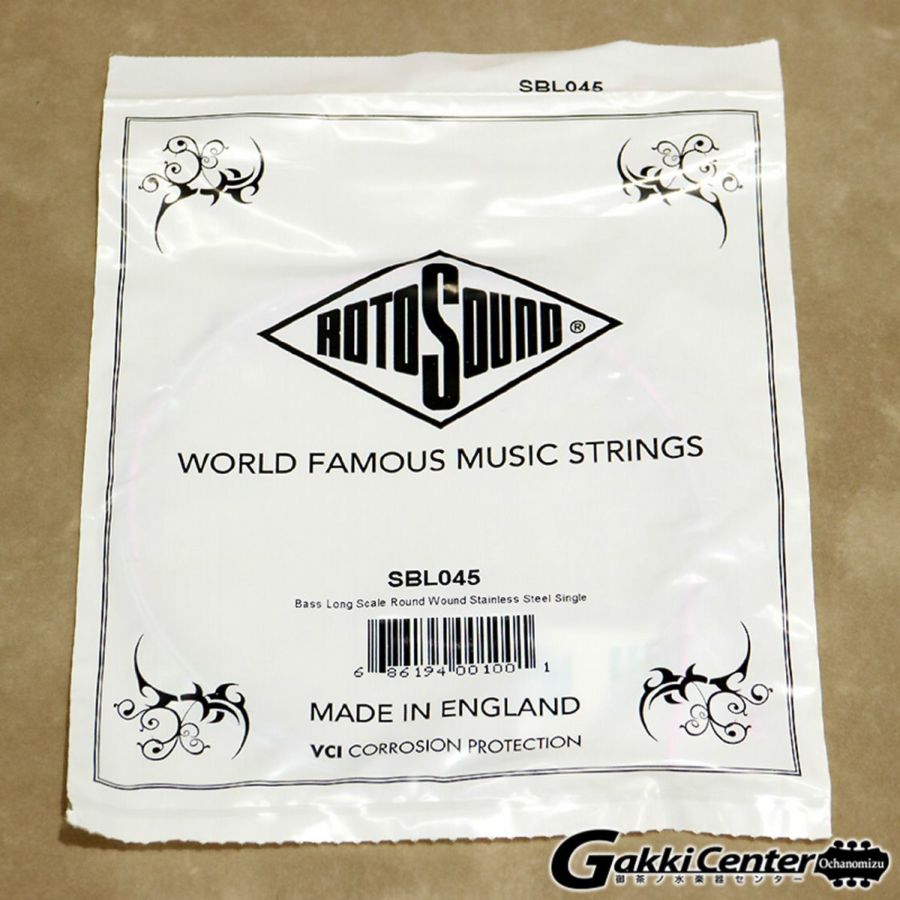 SBL045
ROTOSOUND®
WORLD FAMOUS MUSIC STRINGS
SBL045
Bass Long Scale Round Wound Stainless Steel Single
6 86194 00100 1
MADE IN ENGLAND
VCI CORROSION PROTECTION
GakkiCenter Ochanomizu
御茶ノ水楽器センター